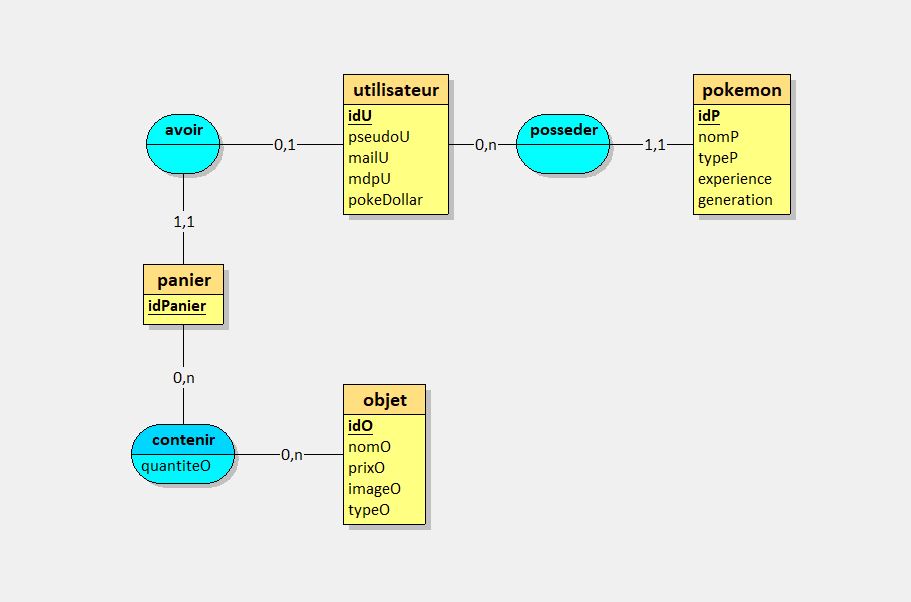 utilisateur
idU
pseudoU
mailU
mdpU
pokeDollar
pokemon
idP
nomP
typeP
experience
generation
avoir
0,1
0,n
posseder
1,1
1,1
panier
idPanier
0,n
objet
idO
nomO
prixO
imageO
typeO
contenir
quantiteO
0,n